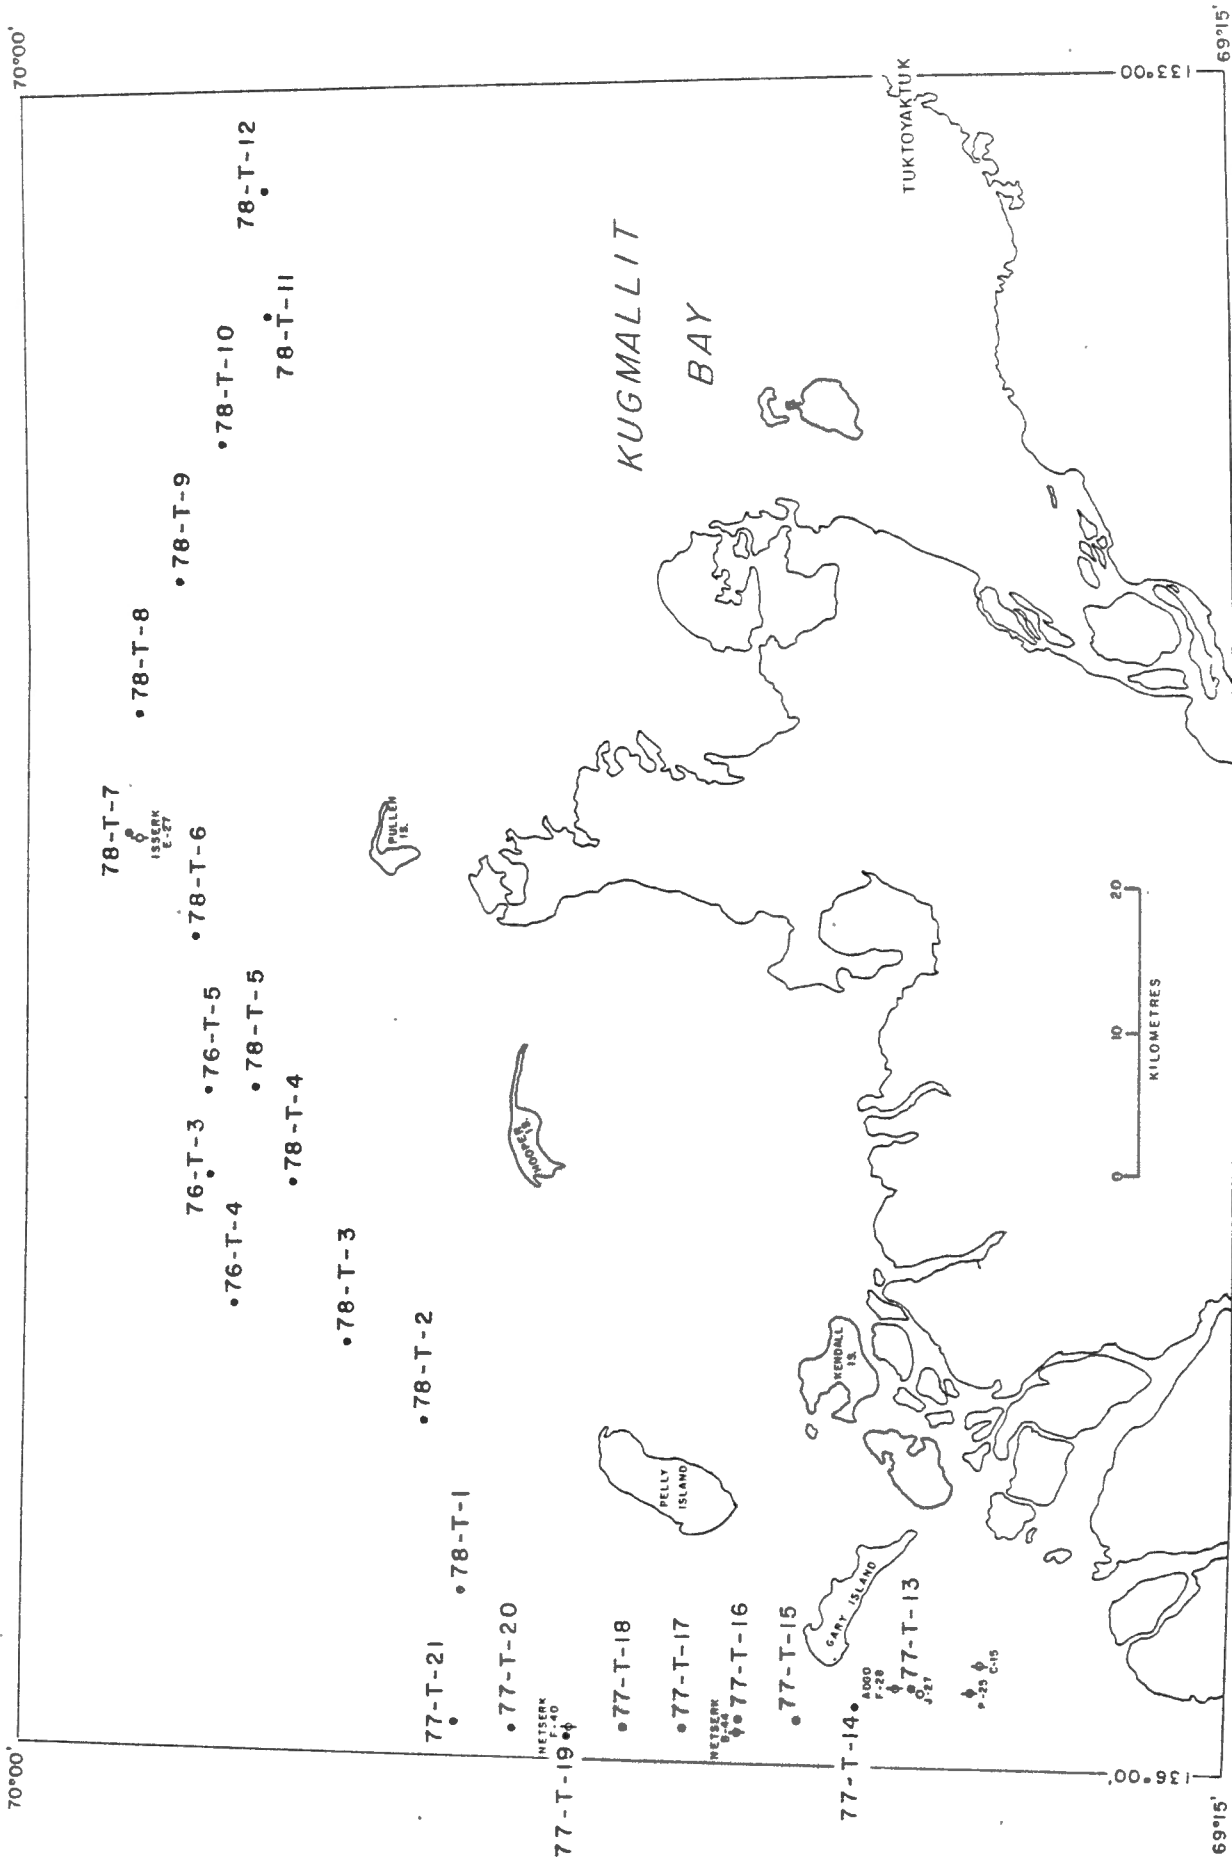 70°00'
70°00'
78-T-7
ISSERK
E-27
78-T-8
78-T-9
78-T-10
78-T-12
78-T-11
76-T-3
76-T-5
78-T-6
76-T-4
78-T-5
78-T-4
78-T-3
78-T-2
78-T-1
77-T-21
77-T-20
NETSERK
F-40
77-T-19
77-T-18
77-T-17
NETSERK
B-44
77-T-16
77-T-15
77-T-14
ADGO
F-28
77-T-13
J-27
P-25
C-15
PULLEN
IS.
HOOPER
IS.
PELLY
ISLAND
KENDALL
IS.
GARY ISLAND
KUGMALLIT
BAY
TUKTOYAKTUK
0 10 20
KILOMETRES
136°00'
133°00
69°15'
69°15'